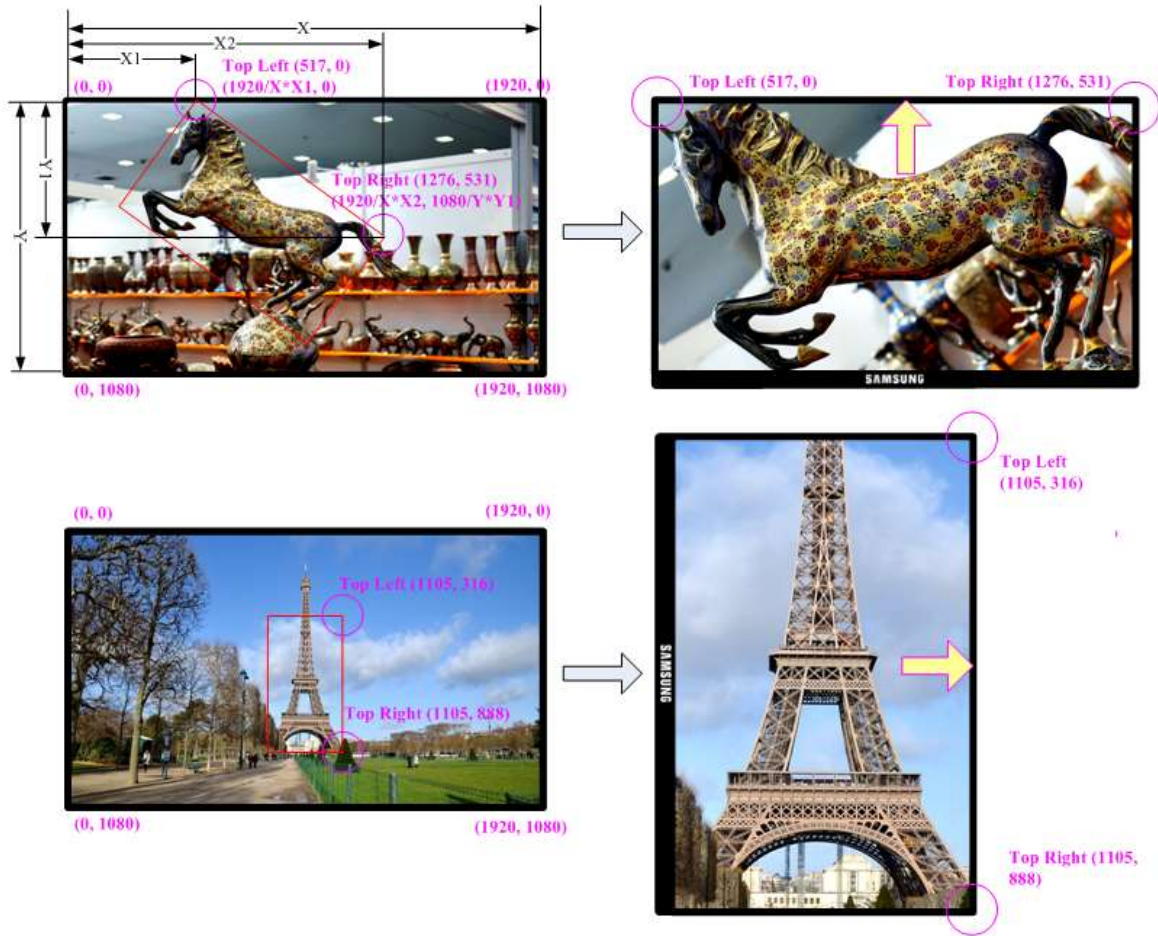 X
X2
X1
Top Left (517, 0)
(1920/X*X1, 0)
(0, 0)
(1920, 0)
Y
Y1
Top Right (1276, 531)
(1920/X*X2, 1080/Y*Y1)
(0, 1080)
(1920, 1080)
Top Left (517, 0)
Top Right (1276, 531)
SAMSUNG
(0, 0)
(1920, 0)
Top Left (1105, 316)
Top Right (1105, 888)
(0, 1080)
(1920, 1080)
SAMSUNG
Top Left
(1105, 316)
Top Right (1105,
888)